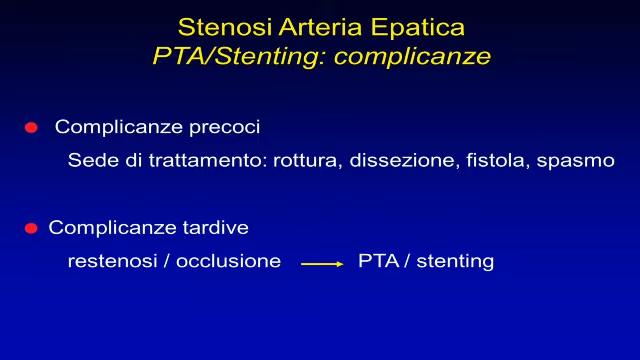 Stenosi Arteria Epatica
PTA/Stenting: complicanze
Complicanze precoci
Sede di trattamento: rottura, dissezione, fistola, spasmo
Complicanze tardive
restenosi / occlusione → PTA / stenting